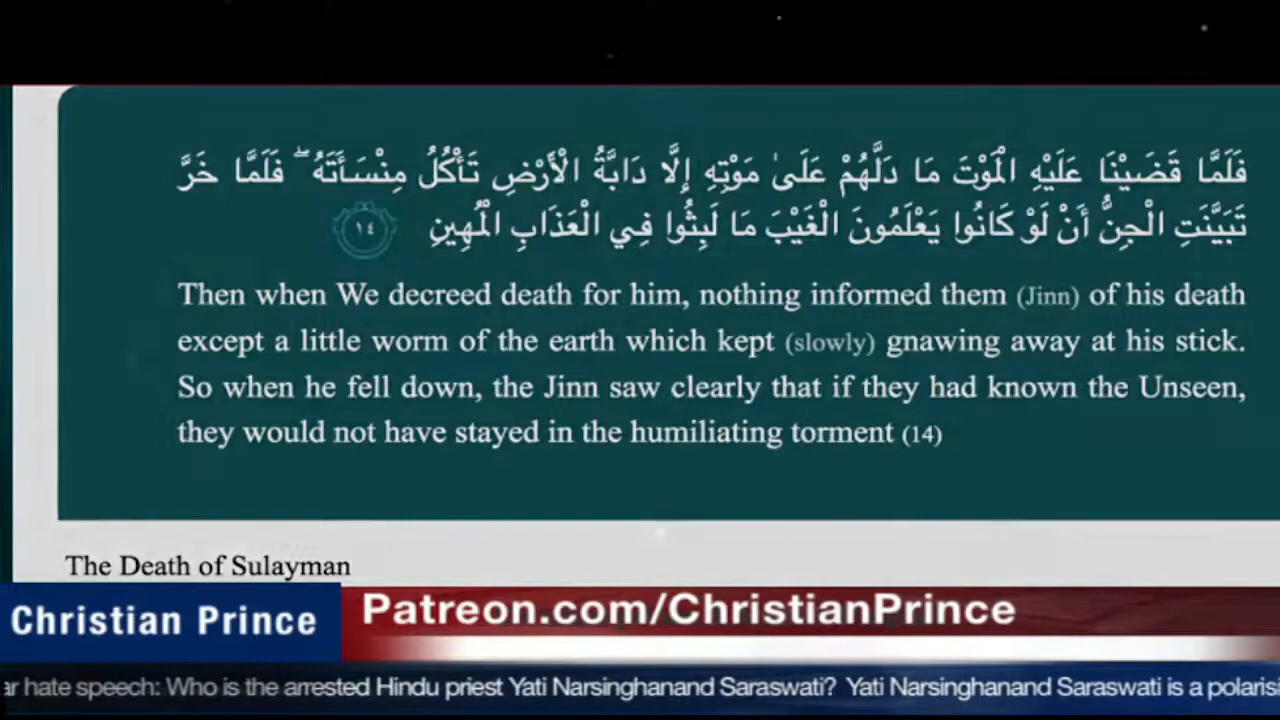 فَلَمَّا قَضَيْنَا عَلَيْهِ الْمَوْتَ مَا دَلَّهُمْ عَلَىٰ مَوْتِهِ إِلَّا دَابَّةُ الْأَرْضِ تَأْكُلُ مِنْسَأَتَهُ ۖ فَلَمَّا خَرَّ
تَبَيَّنَتِ الْجِنُّ أَنْ لَوْ كَانُوا يَعْلَمُونَ الْغَيْبَ مَا لَبِثُوا فِي الْعَذَابِ الْمُهِينِ ١٤
Then when We decreed death for him, nothing informed them (Jinn) of his death
except a little worm of the earth which kept (slowly) gnawing away at his stick.
So when he fell down, the Jinn saw clearly that if they had known the Unseen,
they would not have stayed in the humiliating torment (14)
The Death of Sulayman
Christian Prince
Patreon.com/ChristianPrince
hate speech: Who is the arrested Hindu priest Yati Narsinghanand Saraswati? Yati Narsinghanand Saraswati is a